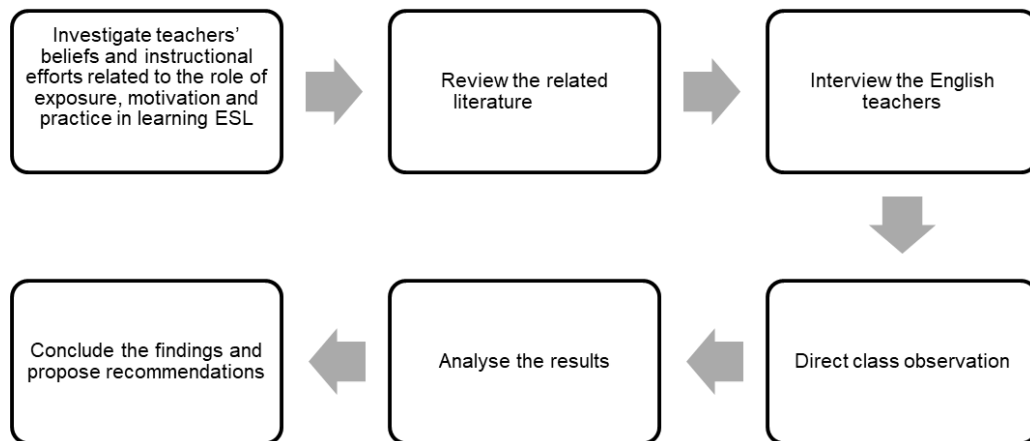 Investigate teachers’
beliefs and instructional
efforts related to the role of
exposure, motivation and
practice in learning ESL
Review the related
literature
Interview the English
teachers
Direct class observation
Analyse the results
Conclude the findings and
propose recommendations